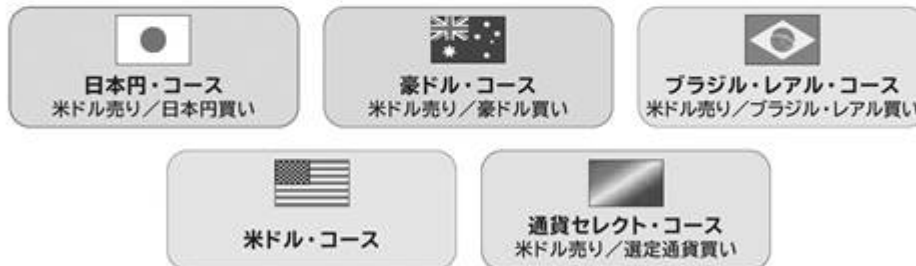 日本円・コース
米ドル売り／日本円買い
豪ドル・コース
米ドル売り／豪ドル買い
ブラジル・レアル・コース
米ドル売り／ブラジル・レアル買い
米ドル・コース
通貨セレクト・コース
米ドル売り／選定通貨買い